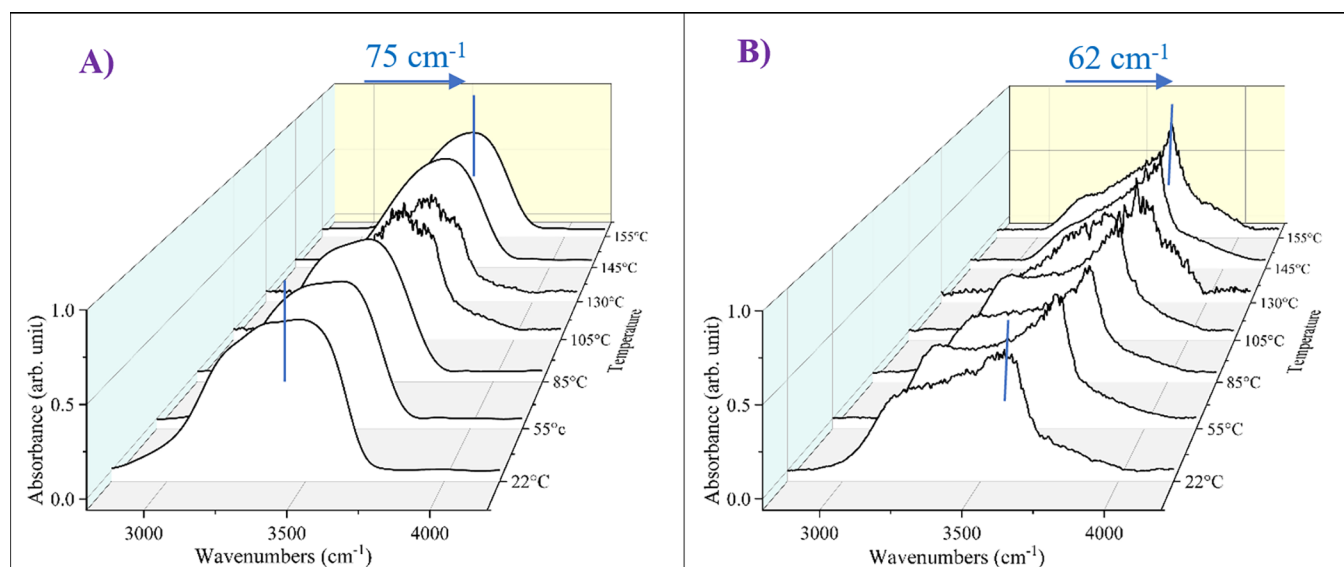 A)
75 cm-1
1.0
0.5
0.0
Absorbance (arb. unit)
3000
3500
4000
Wavenumbers (cm-1)
22°C
55°c
85°C
105°C
130°C
145°C
155°C
Temperature
B)
62 cm-1
1.0
0.5
0.0
Absorbance (arb. unit)
3000
3500
4000
Wavenumbers (cm-1)
22°C
55°C
85°C
105°C
130°C
145°C
155°C
Temperature